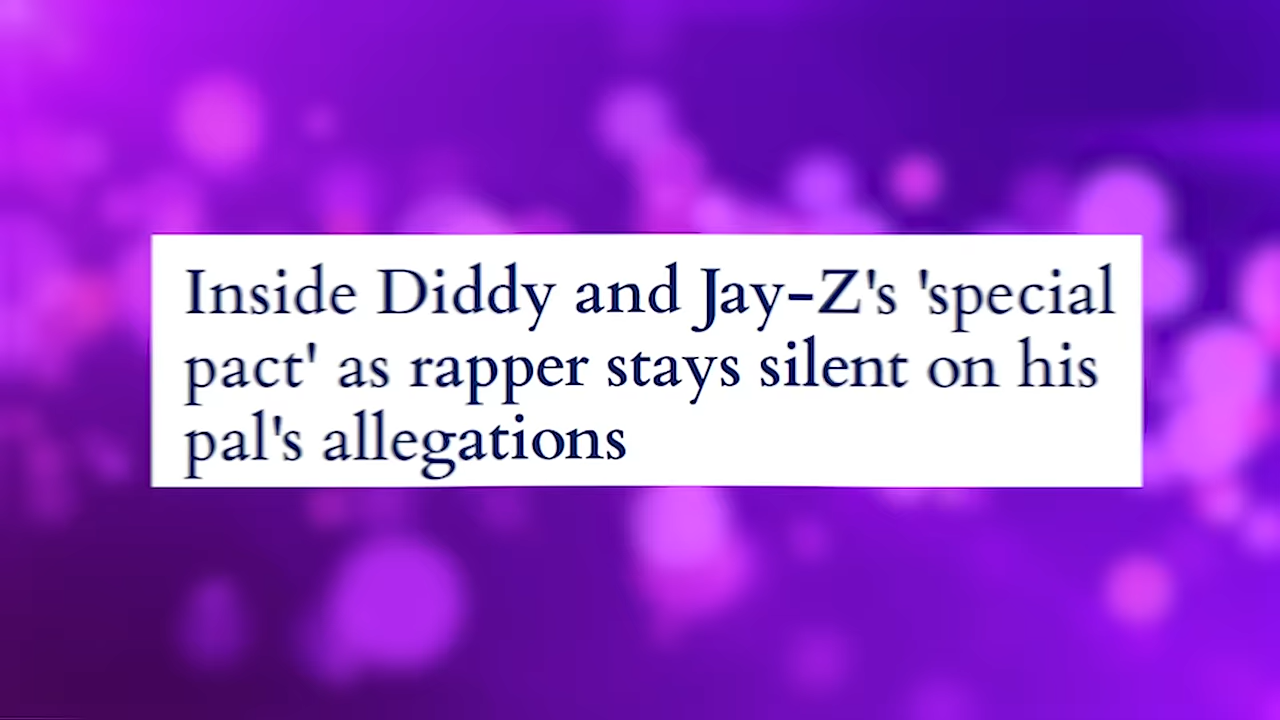 Inside Diddy and Jay-Z's 'special
pact' as rapper stays silent on his
pal's allegations